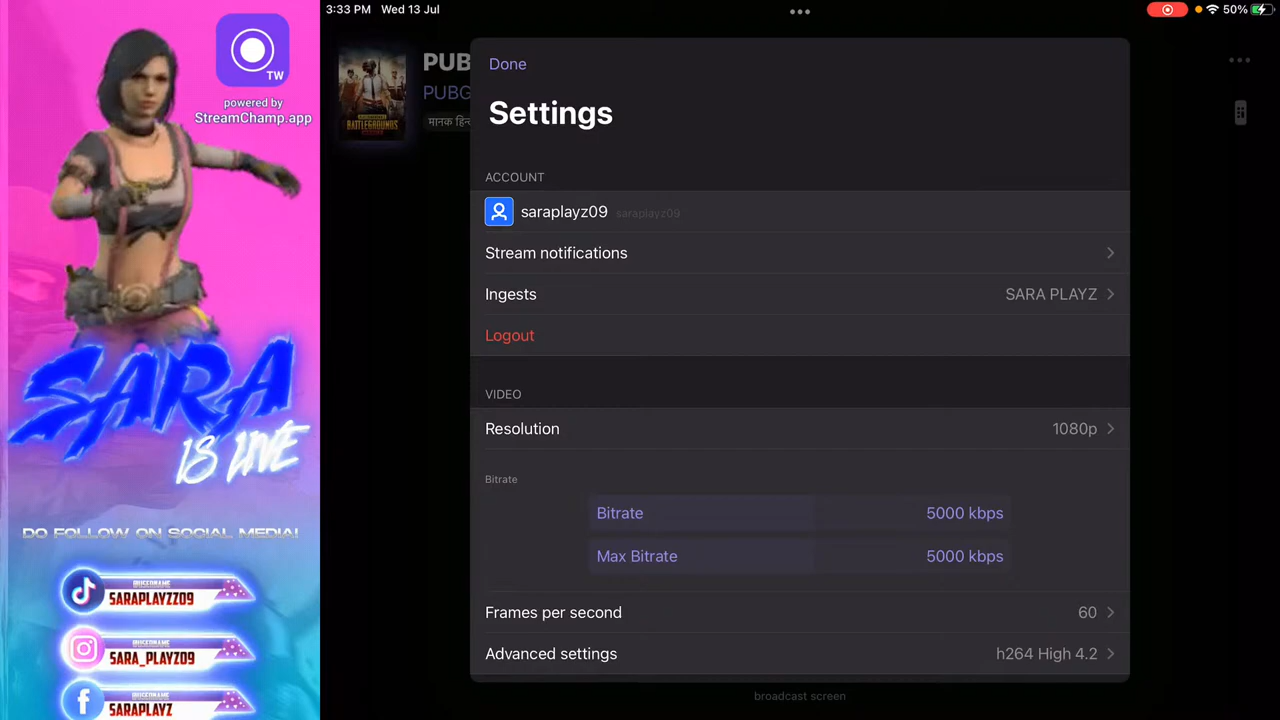 3:33 PM Wed 13 Jul
50%
TW
powered by
StreamChamp.app
PUB
PUBG
मानक हिन्
BATTLEGROUNDS
Done
Settings
ACCOUNT
saraplayz09 saraplayz09
Stream notifications
Ingests SARA PLAYZ
Logout
VIDEO
Resolution 1080p
Bitrate
Bitrate 5000 kbps
Max Bitrate 5000 kbps
Frames per second 60
Advanced settings h264 High 4.2
broadcast screen
SARA
IS LIVE
DO FOLLOW ON SOCIAL MEDIA!
SARAPLAYZZ09
SARA_PLAYZ09
SARAPLAYZ